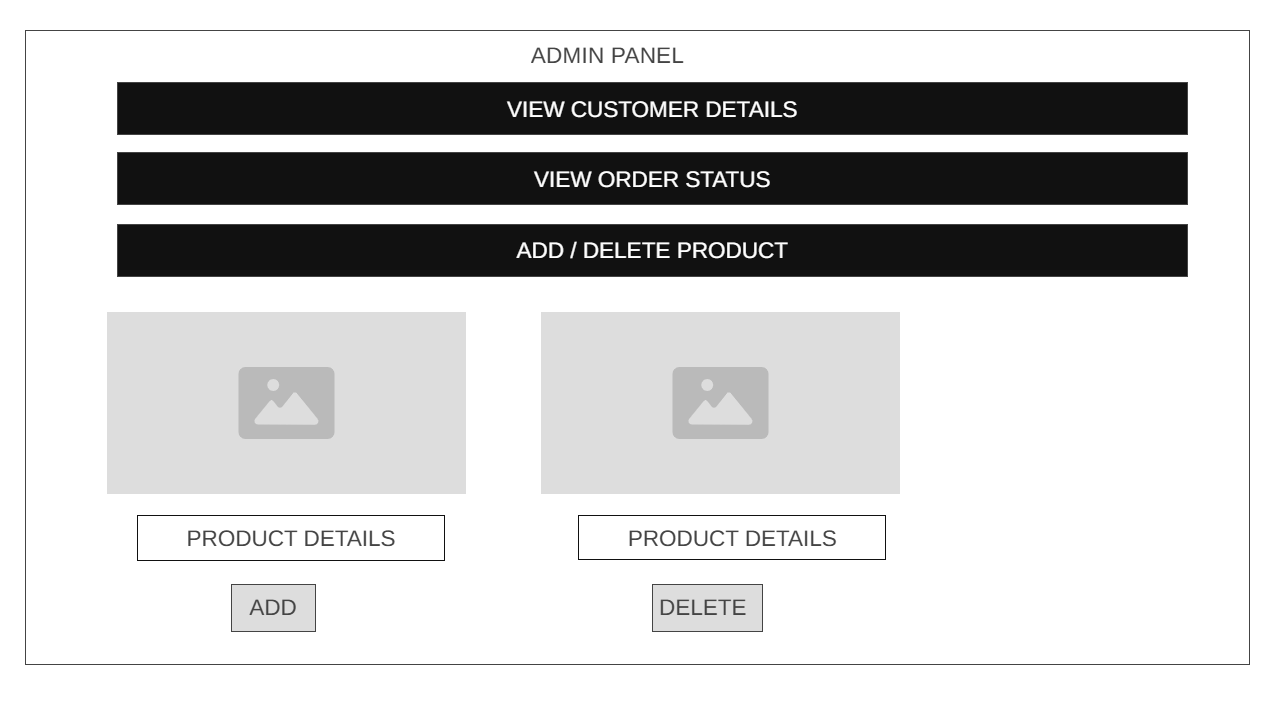 ADMIN PANEL
VIEW CUSTOMER DETAILS
VIEW ORDER STATUS
ADD / DELETE PRODUCT
PRODUCT DETAILS
PRODUCT DETAILS
ADD
DELETE